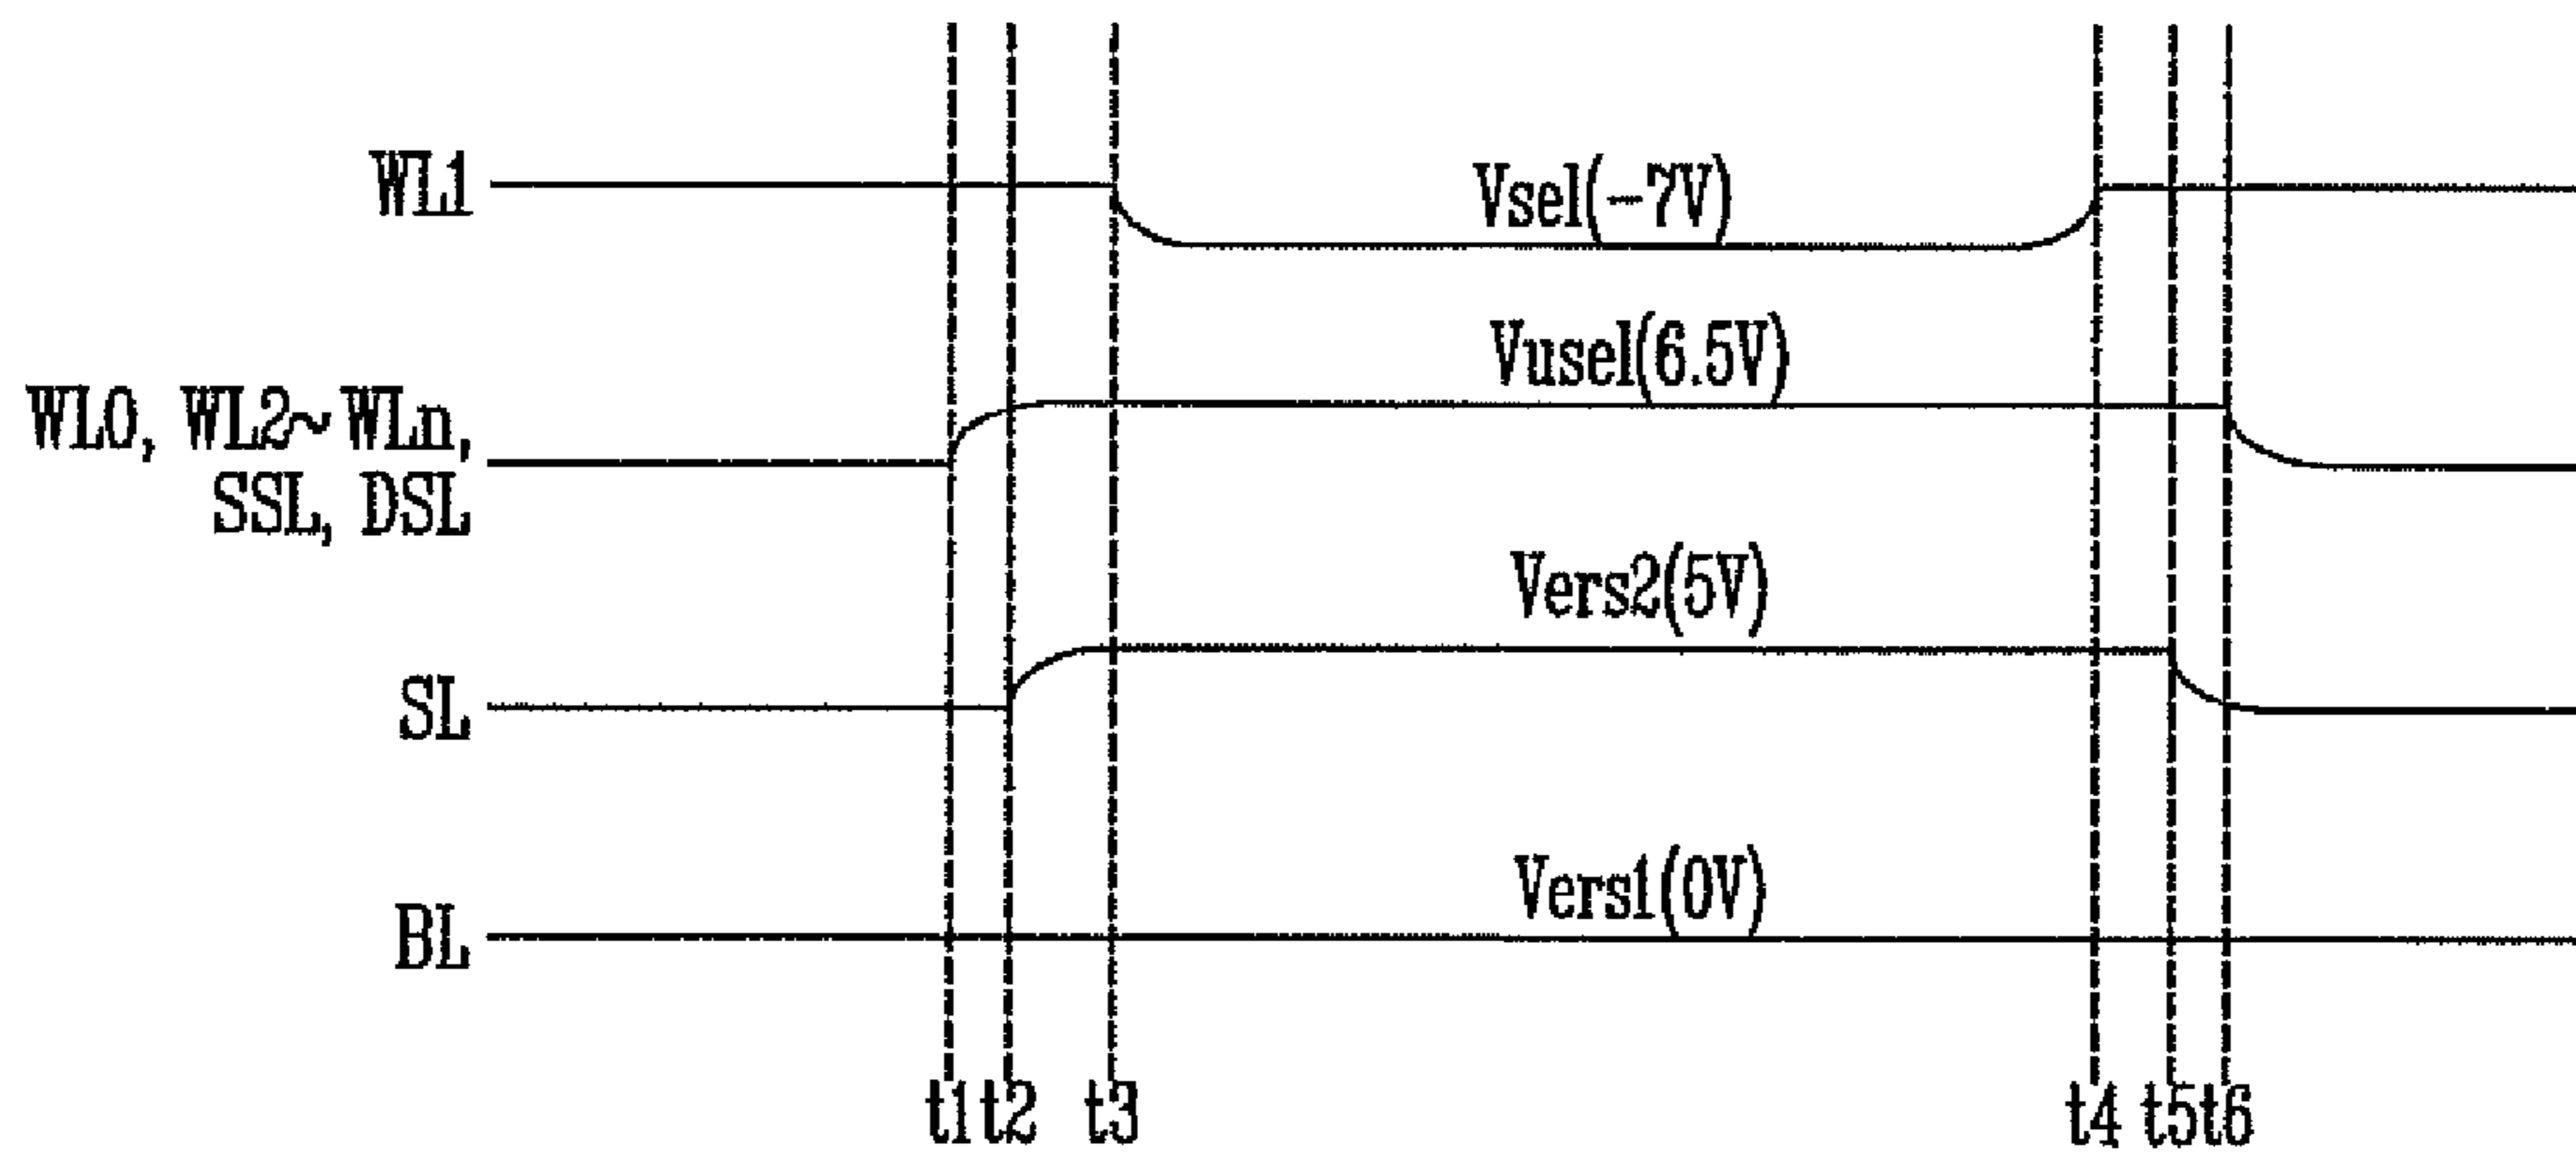 WL1
Vsel(-7V)
WL0, WL2~WLn,
SSL, DSL
Vusel(6.5V)
SL
Vers2(5V)
BL
Vers1(0V)
t1 t2 t3 t4 t5 t6